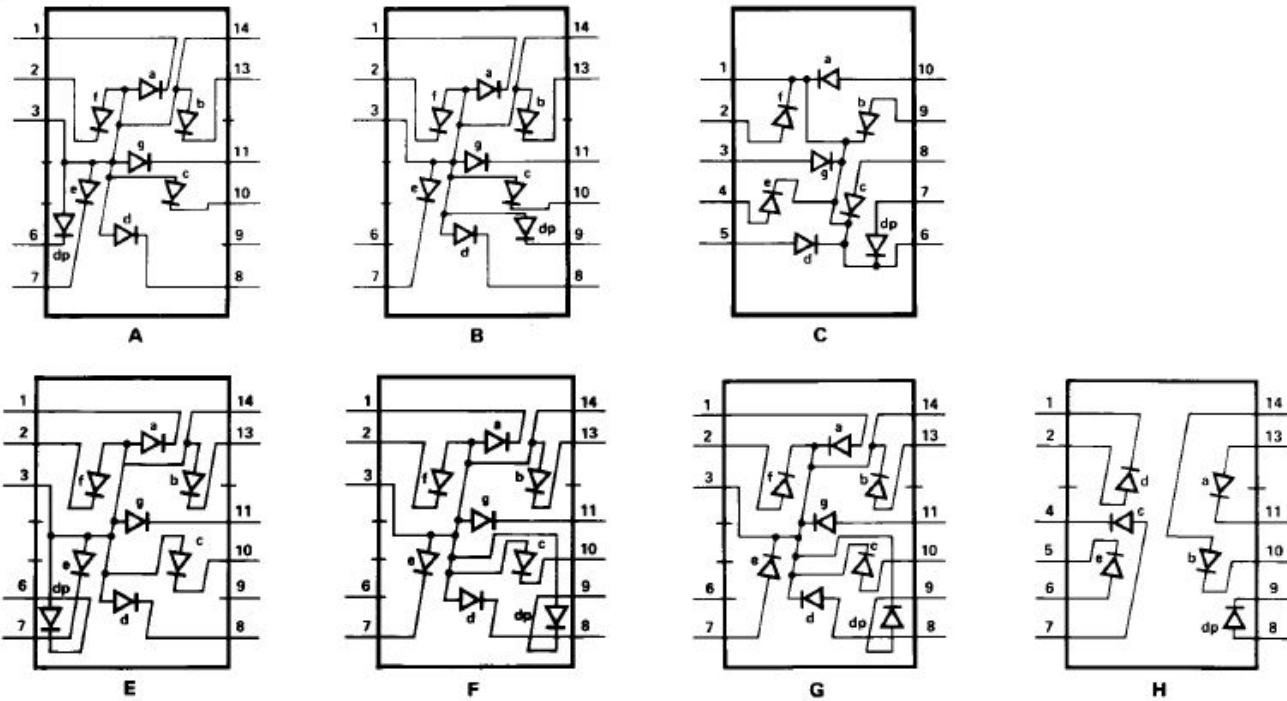 1 14
2 a 13
f b
3
g 11
e c 10
d
6 dp 9
7 8
A
1 14
2 a 13
f b
3
g 11
e c 10
dp
6 d 9
7 8
B
1 a 10
f b 9
2
3 g 8
4 e c 7
dp
5 d 6
C
1 14
2 a 13
f b
3
g 11
c
e 10
6 dp 9
d
7 8
E
1 14
2 a 13
f b
3
g 11
c
e 10
6 9
d dp
7 8
F
1 14
2 a 13
f b
3
g 11
c
e 10
6 9
d dp
7 8
G
1 14
2 13
d a
4 c 11
5 e b 10
6 9
dp
7 8
H